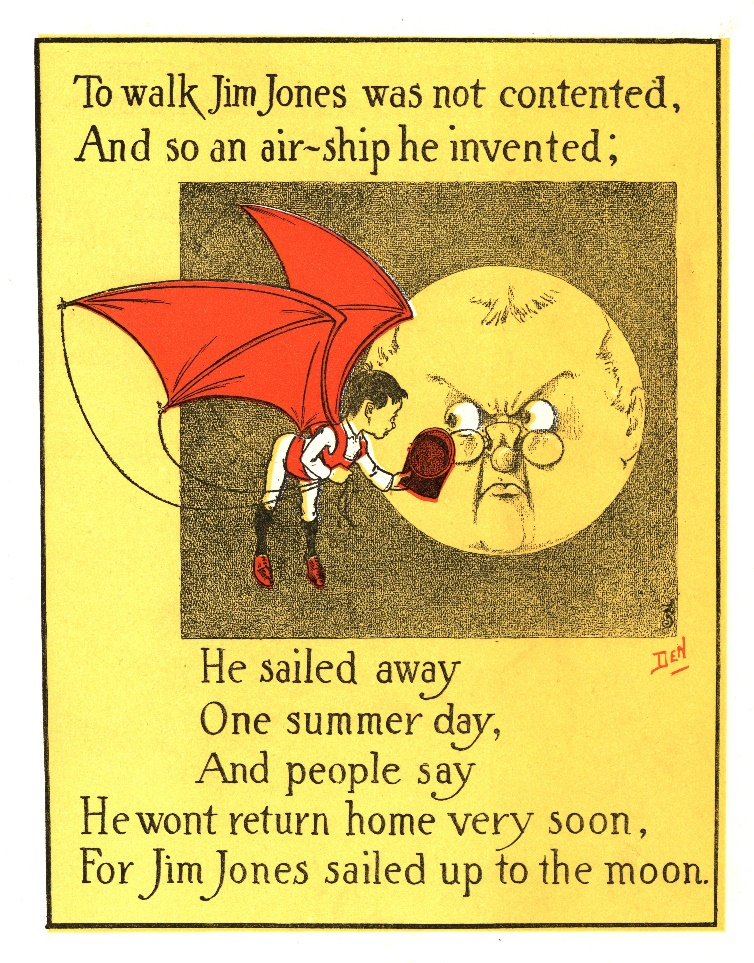 To walk Jim Jones was not contented,
And so an air~ship he invented;
DEN
He sailed away
One summer day,
And people say
He wont return home very soon,
For Jim Jones sailed up to the moon.